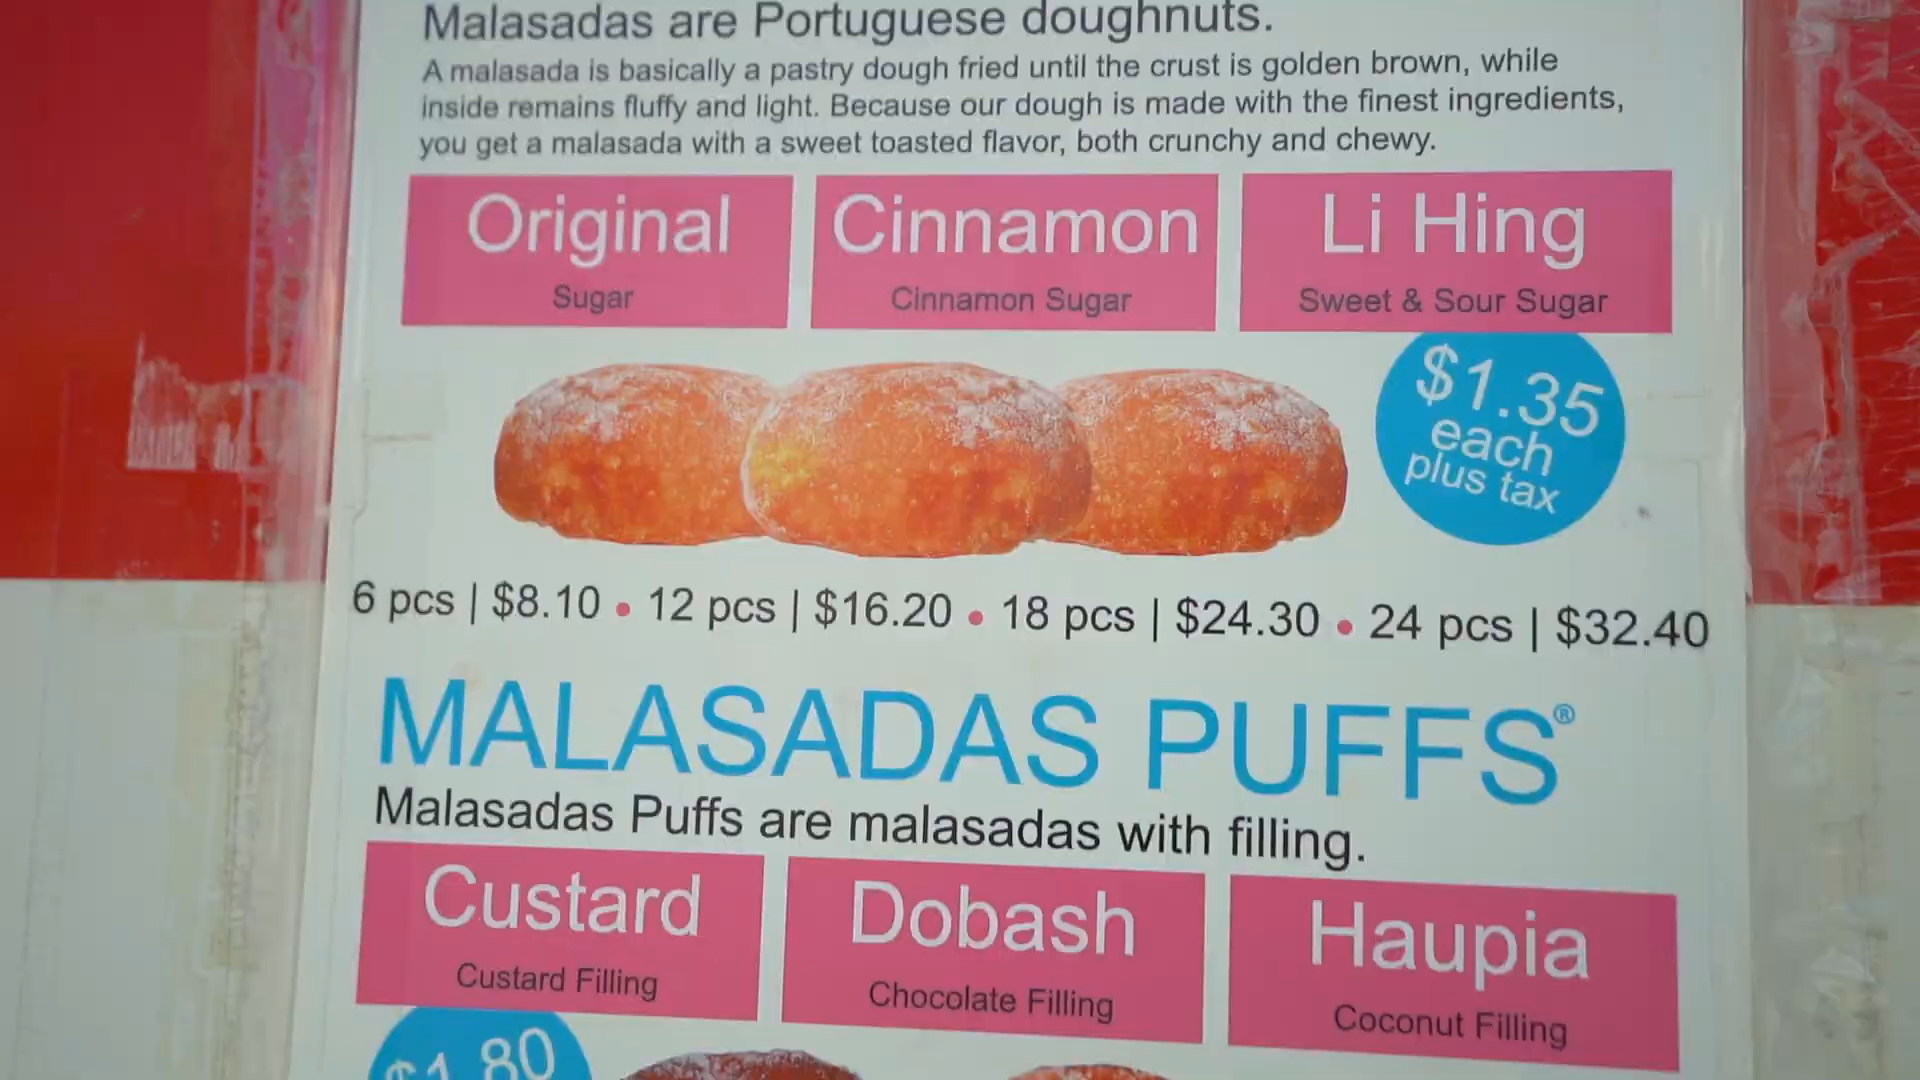 Malasadas are Portuguese doughnuts.
A malasada is basically a pastry dough fried until the crust is golden brown, while
inside remains fluffy and light. Because our dough is made with the finest ingredients,
you get a malasada with a sweet toasted flavor, both crunchy and chewy.
Original
Sugar
Cinnamon
Cinnamon Sugar
Li Hing
Sweet & Sour Sugar
$1.35
each
plus tax
6 pcs | $8.10 • 12 pcs | $16.20 • 18 pcs | $24.30 • 24 pcs | $32.40
MALASADAS PUFFS®
Malasadas Puffs are malasadas with filling.
Custard
Custard Filling
Dobash
Chocolate Filling
Haupia
Coconut Filling
$1.80